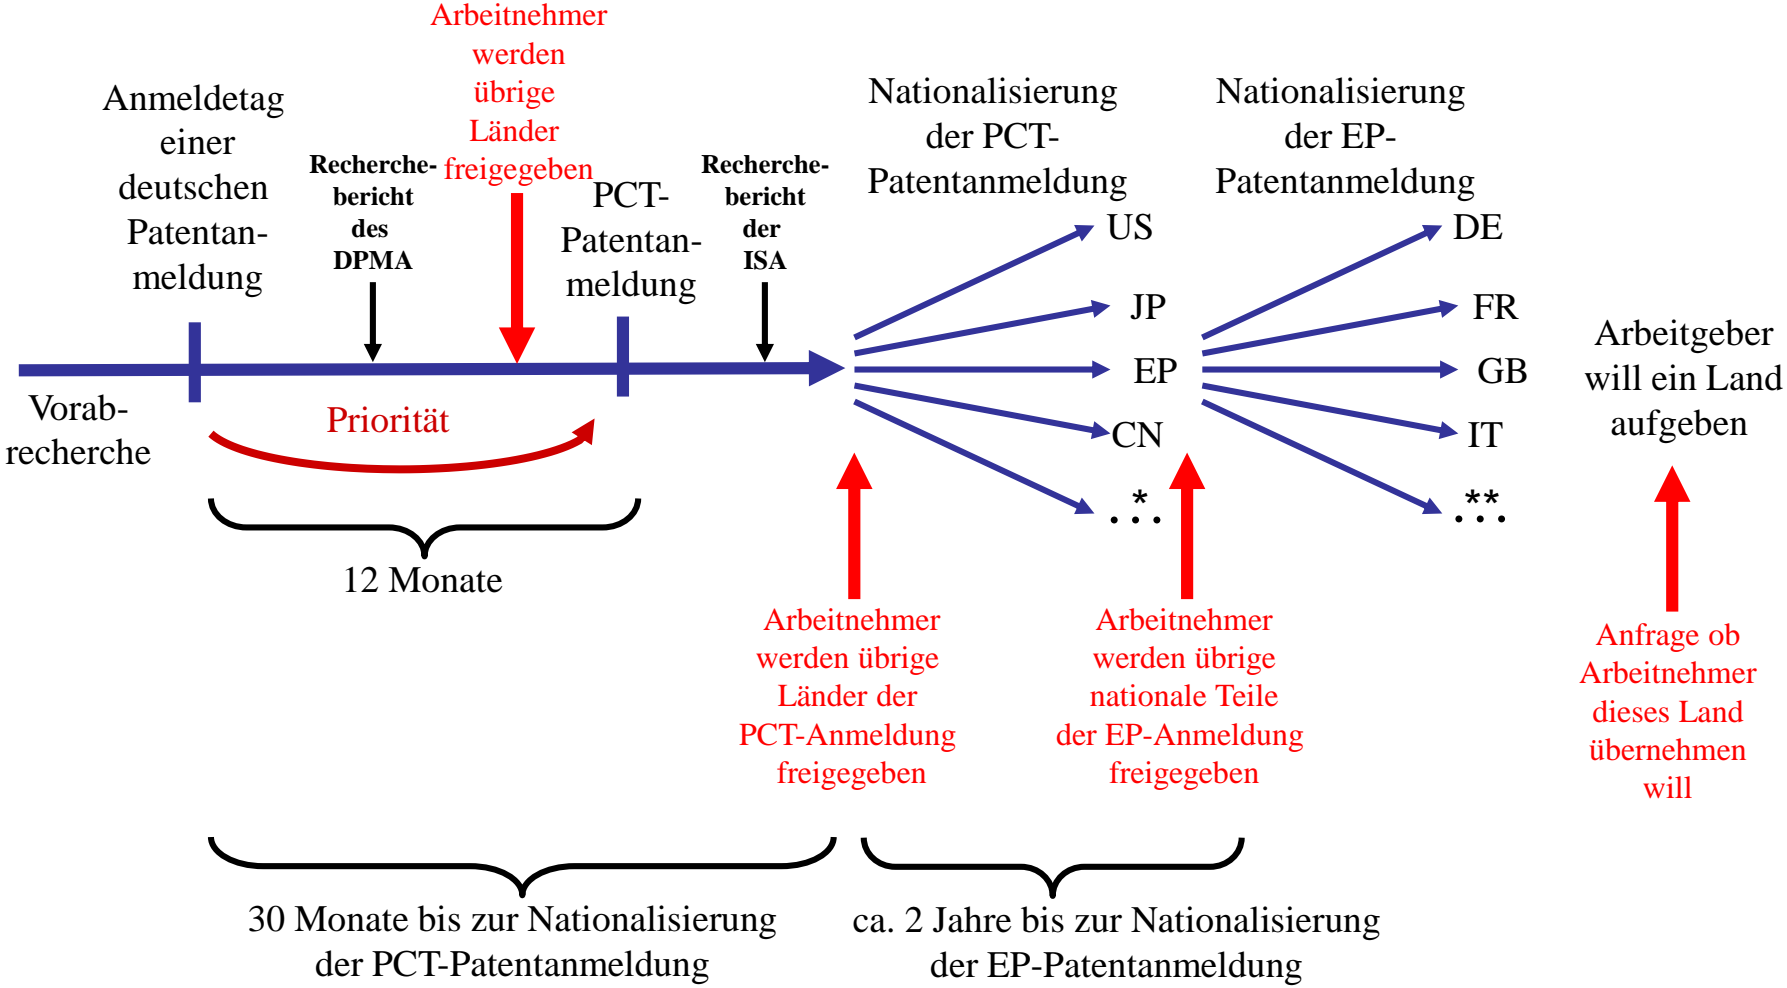 Arbeitnehmer
werden
übrige
Länder
freigegeben
Anmeldetag
einer
deutschen
Patentan-
meldung
Recherche-
bericht
des
DPMA
PCT-
Patentan-
meldung
Recherche-
bericht
der
ISA
Nationalisierung
der PCT-
Patentanmeldung
Nationalisierung
der EP-
Patentanmeldung
US
JP
EP
CN
...*
DE
FR
GB
IT
...**
Arbeitgeber
will ein Land
aufgeben
Vorab-
recherche
Priorität
12 Monate
Arbeitnehmer
werden übrige
Länder der
PCT-Anmeldung
freigegeben
Arbeitnehmer
werden übrige
nationale Teile
der EP-Anmeldung
freigegeben
Anfrage ob
Arbeitnehmer
dieses Land
übernehmen
will
30 Monate bis zur Nationalisierung
der PCT-Patentanmeldung
ca. 2 Jahre bis zur Nationalisierung
der EP-Patentanmeldung